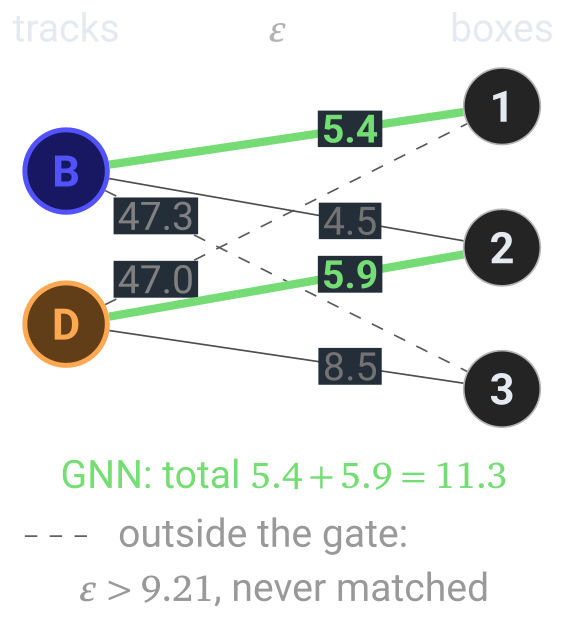 tracks ε boxes
1
5.4
B
47.3
4.5
2
47.0
5.9
D
8.5
3
GNN: total 5.4 + 5.9 = 11.3
outside the gate:
ε > 9.21, never matched